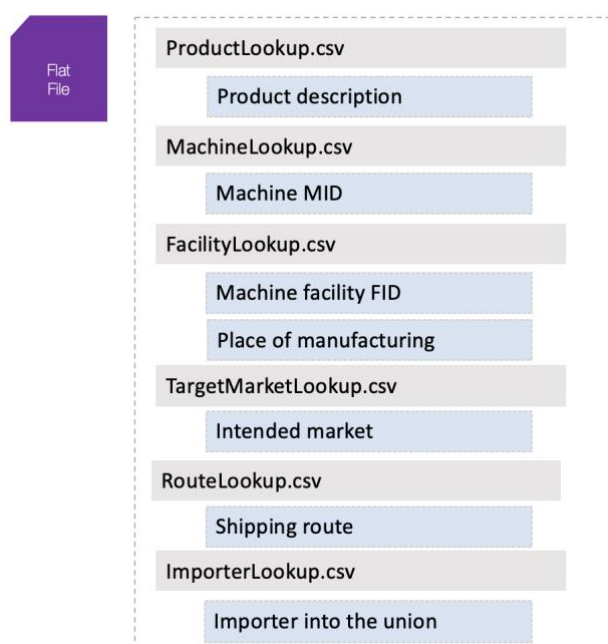 Flat
File
ProductLookup.csv
Product description
MachineLookup.csv
Machine MID
FacilityLookup.csv
Machine facility FID
Place of manufacturing
TargetMarketLookup.csv
Intended market
RouteLookup.csv
Shipping route
ImporterLookup.csv
Importer into the union